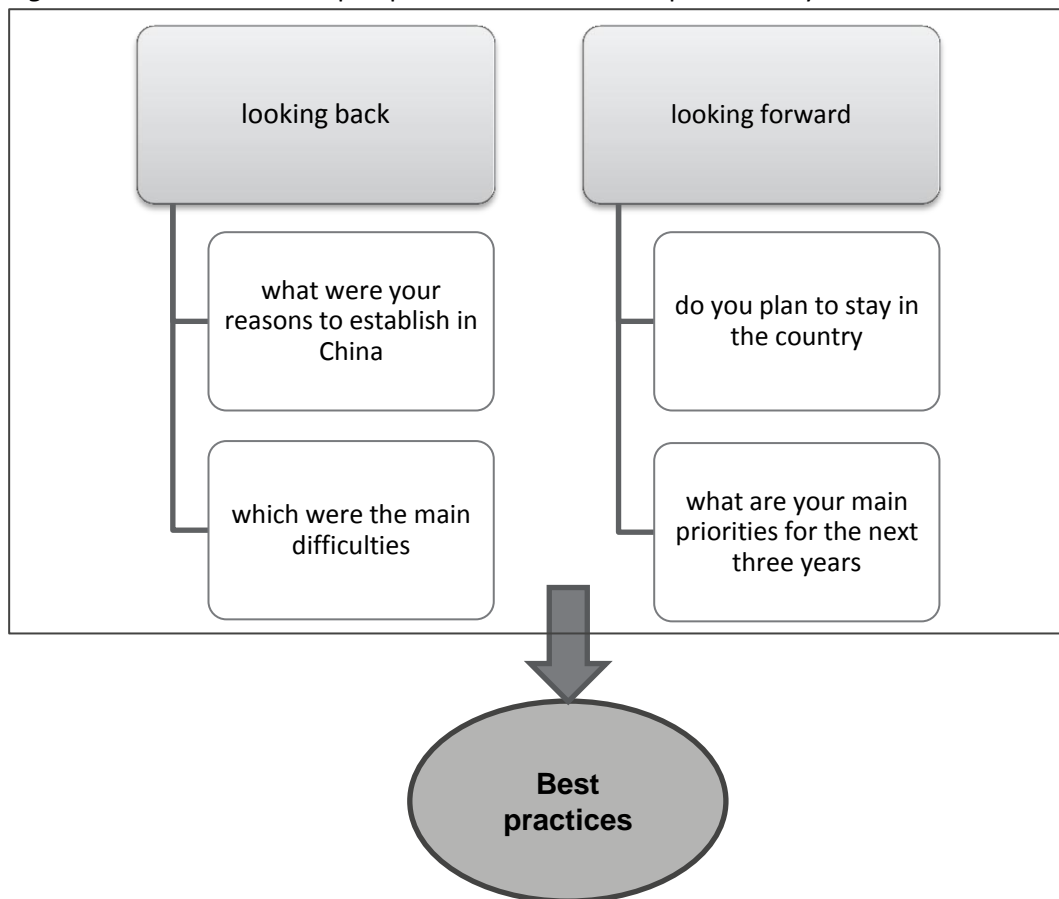 looking back
what were your
reasons to establish in
China
which were the main
difficulties
looking forward
do you plan to stay in
the country
what are your main
priorities for the next
three years
Best
practices